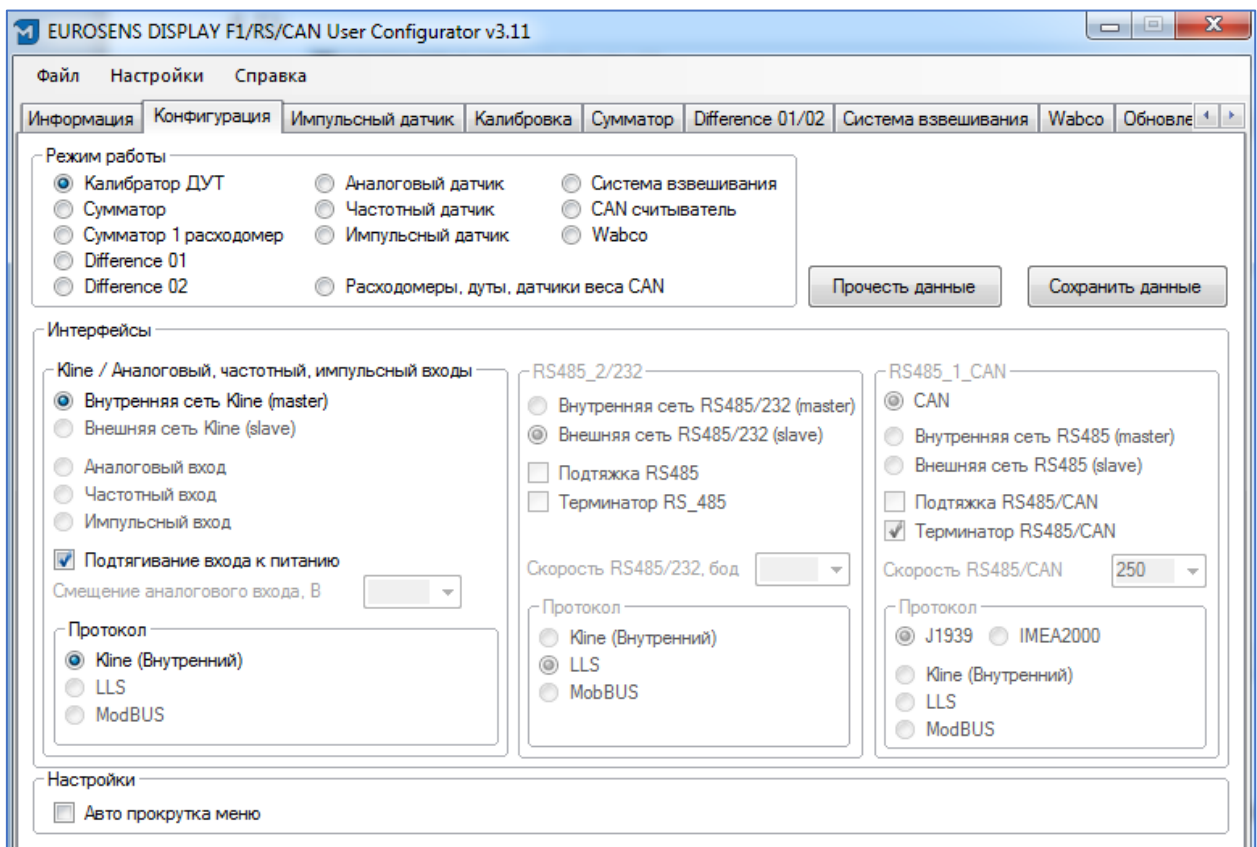 EUROSENS DISPLAY F1/RS/CAN User Configurator v3.11
Файл Настройки Справка
Информация Конфигурация Импульсный датчик Калибровка Сумматор Difference 01/02 Система взвешивания Wabco Обновле
Режим работы
Калибратор ДУТ Аналоговый датчик Система взвешивания
Сумматор Частотный датчик CAN считыватель
Сумматор 1 расходомер Импульсный датчик Wabco
Difference 01
Difference 02 Расходомеры, дуты, датчики веса CAN
Прочесть данные Сохранить данные
Интерфейсы
Kline / Аналоговый, частотный, импульсный входы
Внутренняя сеть Kline (master)
Внешняя сеть Kline (slave)
Аналоговый вход
Частотный вход
Импульсный вход
Подтягивание входа к питанию
Смещение аналогового входа, В
Протокол
Kline (Внутренний)
LLS
ModBUS
RS485_2/232
Внутренняя сеть RS485/232 (master)
Внешняя сеть RS485/232 (slave)
Подтяжка RS485
Терминатор RS_485
Скорость RS485/232, бод
Протокол
Kline (Внутренний)
LLS
MobBUS
RS485_1_CAN
CAN
Внутренняя сеть RS485 (master)
Внешняя сеть RS485 (slave)
Подтяжка RS485/CAN
Терминатор RS485/CAN
Скорость RS485/CAN 250
Протокол
J1939 IMEA2000
Kline (Внутренний)
LLS
ModBUS
Настройки
Авто прокрутка меню